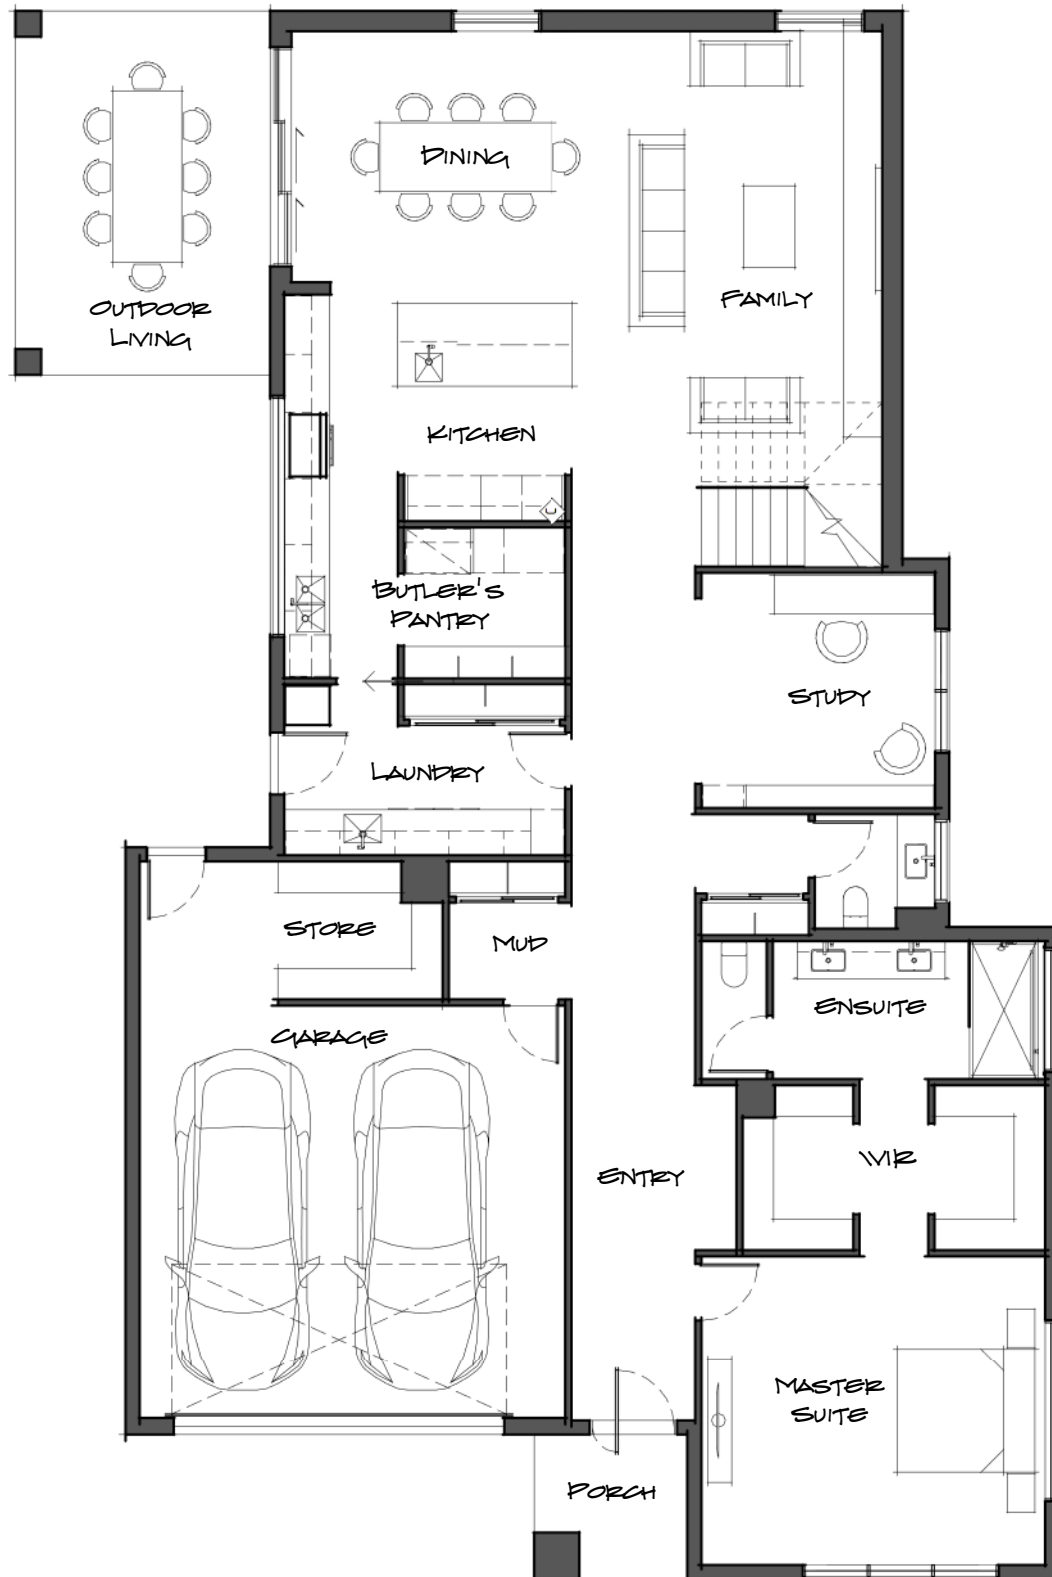 DINING
OUTDOOR
LIVING
FAMILY
KITCHEN
BUTLER'S
PANTRY
STUDY
LAUNDRY
STORE
MUD
ENSUITE
GARAGE
WIR
ENTRY
MASTER
SUITE
PORCH